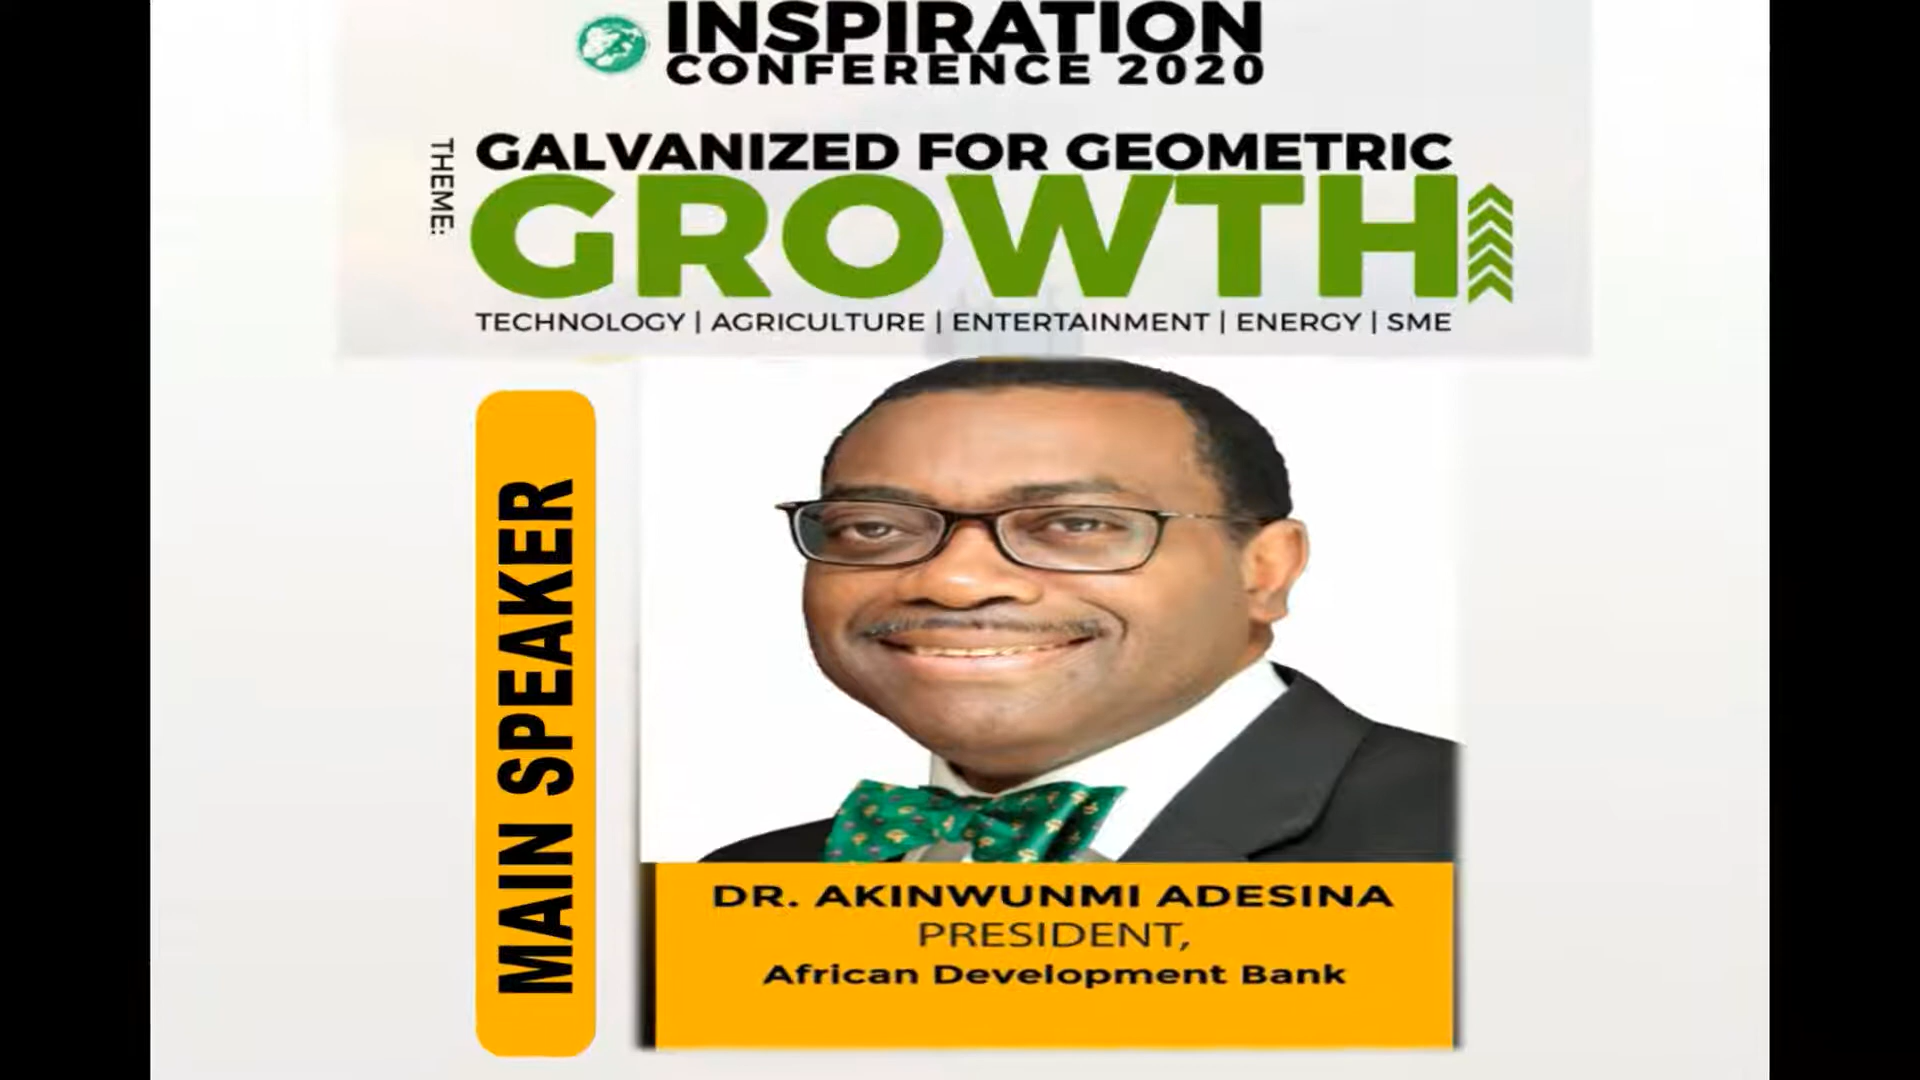 INSPIRATION
CONFERENCE 2020
THEME:
GALVANIZED FOR GEOMETRIC
GROWTH
TECHNOLOGY | AGRICULTURE | ENTERTAINMENT | ENERGY | SME
MAIN SPEAKER
DR. AKINWUNMI ADESINA
PRESIDENT,
African Development Bank